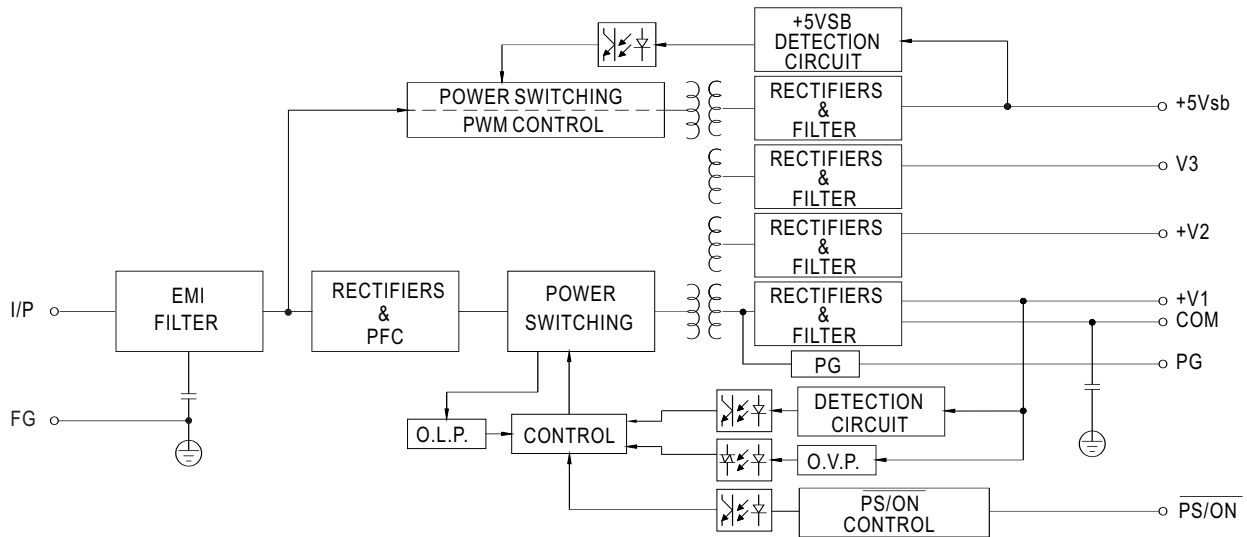 +5VSB
DETECTION
CIRCUIT
POWER SWITCHING
PWM CONTROL
RECTIFIERS
&
FILTER
+5Vsb
RECTIFIERS
&
FILTER
V3
RECTIFIERS
&
FILTER
+V2
I/P
EMI
FILTER
RECTIFIERS
&
PFC
POWER
SWITCHING
RECTIFIERS
&
FILTER
+V1
COM
PG
PG
FG
O.L.P.
CONTROL
DETECTION
CIRCUIT
O.V.P.
PS/ON
CONTROL
PS/ON